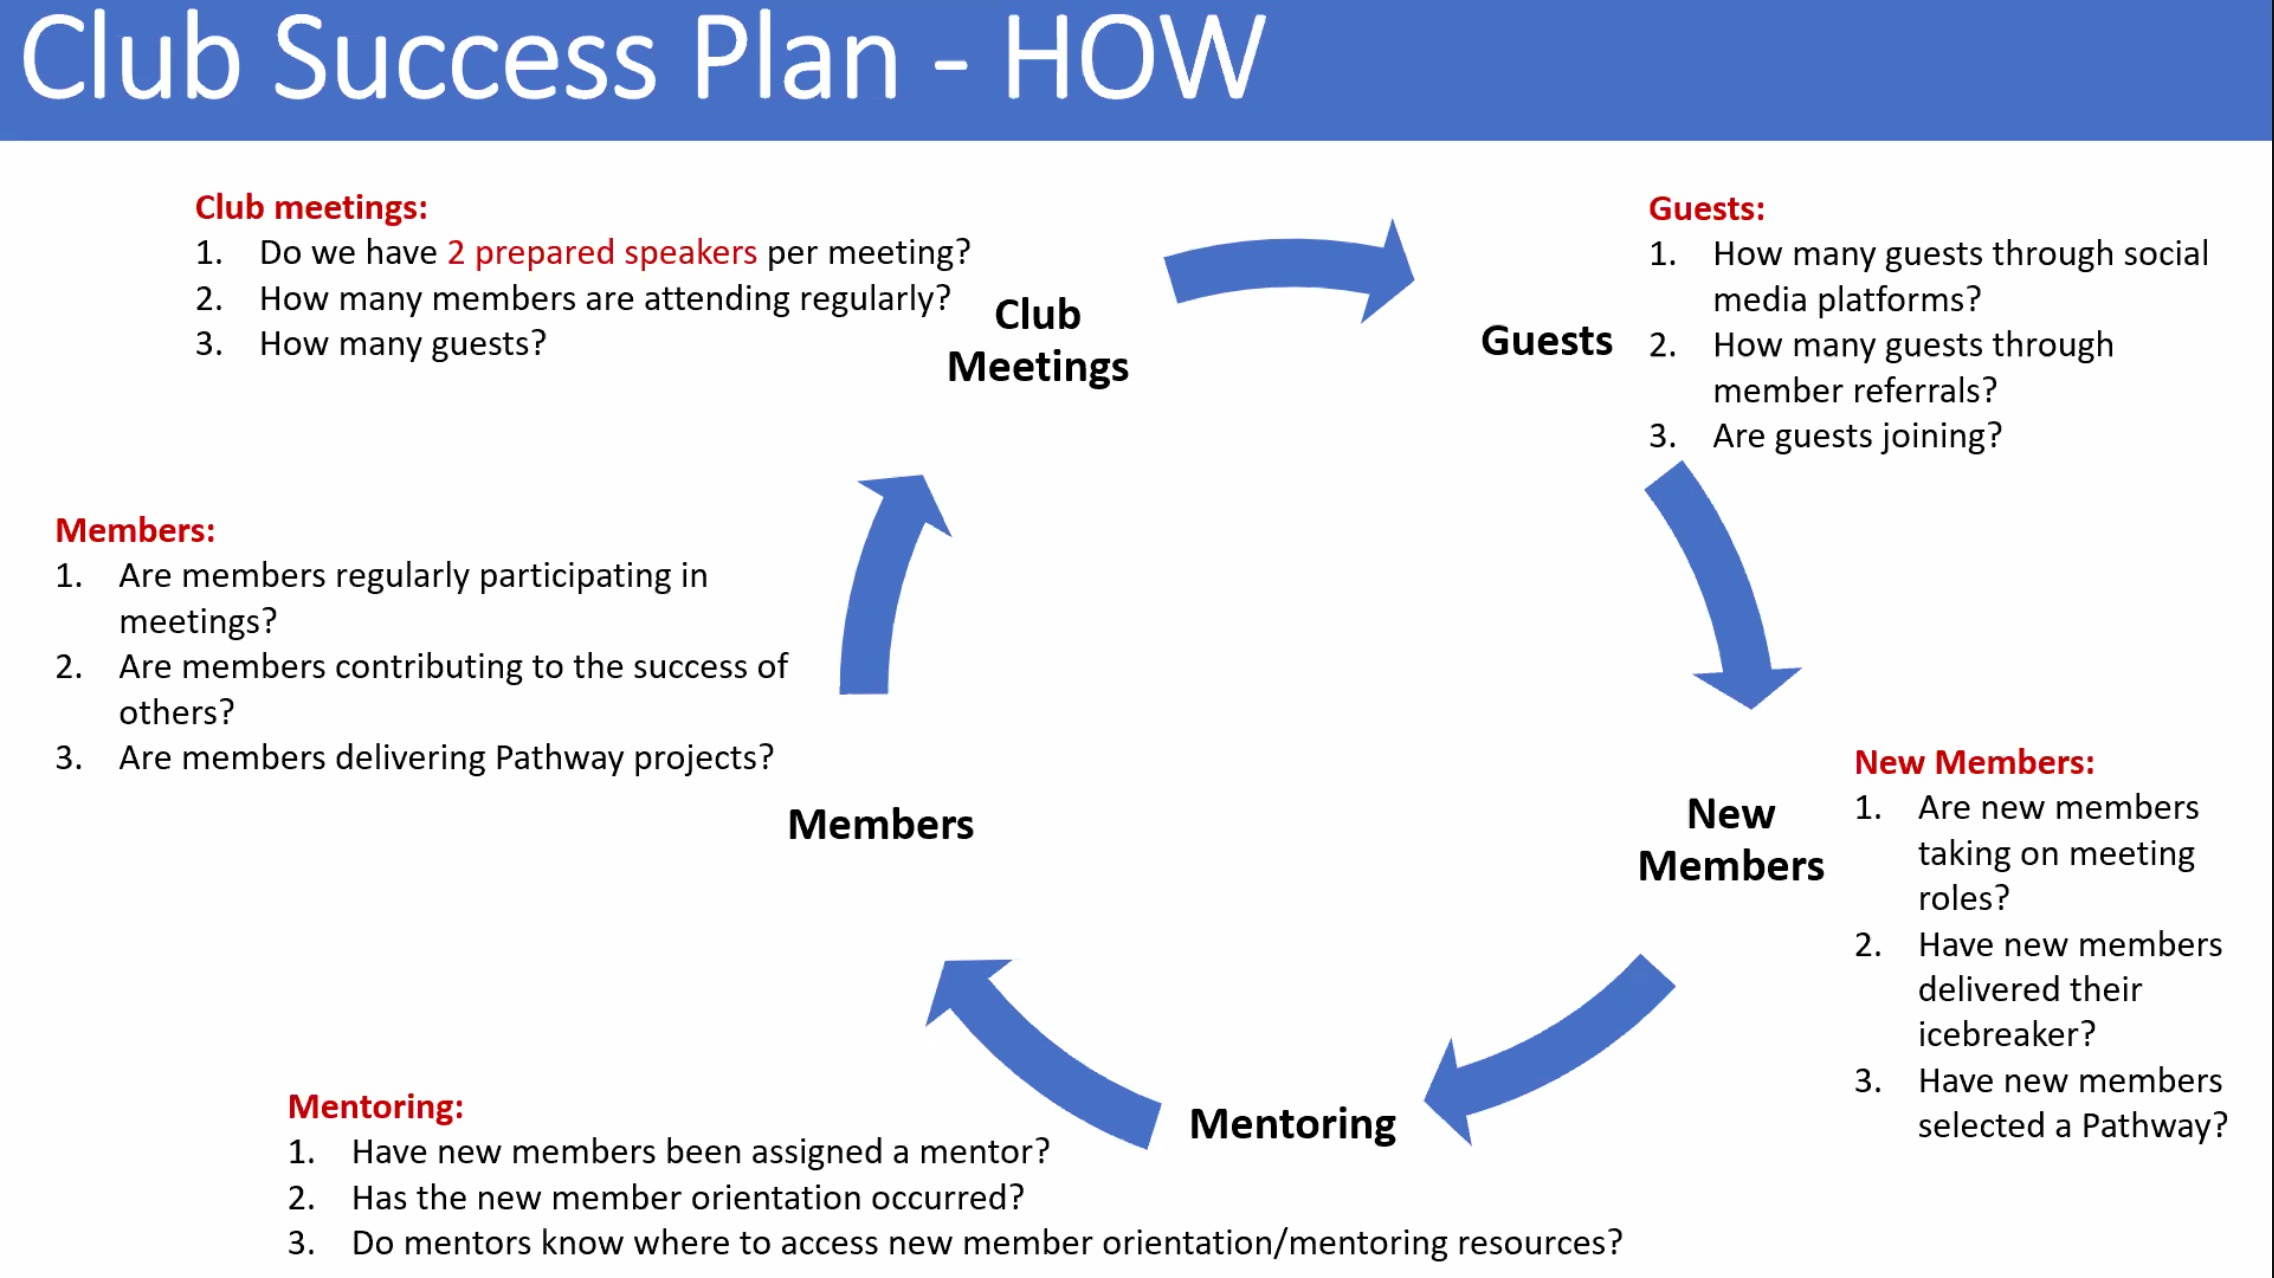 Club Success Plan - HOW
Club meetings:
1. Do we have 2 prepared speakers per meeting?
2. How many members are attending regularly?
3. How many guests?
Club
Meetings
Guests
Guests:
1. How many guests through social
media platforms?
2. How many guests through
member referrals?
3. Are guests joining?
Members:
1. Are members regularly participating in
meetings?
2. Are members contributing to the success of
others?
3. Are members delivering Pathway projects?
Members
New
Members
New Members:
1. Are new members
taking on meeting
roles?
2. Have new members
delivered their
icebreaker?
3. Have new members
selected a Pathway?
Mentoring
Mentoring:
1. Have new members been assigned a mentor?
2. Has the new member orientation occurred?
3. Do mentors know where to access new member orientation/mentoring resources?